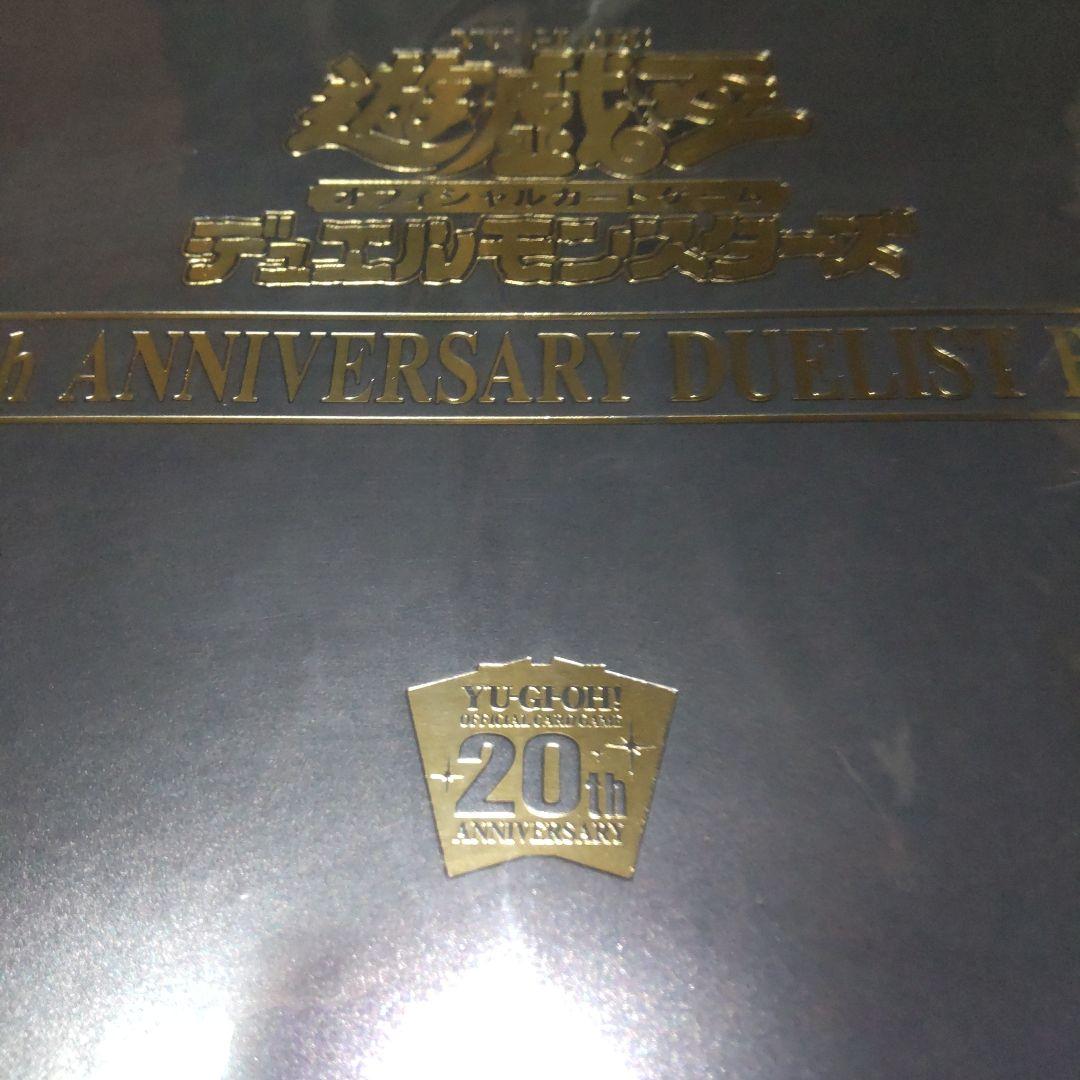 遊戯王
オフィシャルカードゲーム
デュエルモンスターズ
h ANNIVERSARY DUELIST
YU-GI-OH!
OFFICIAL CARD GAME
20th
ANNIVERSARY